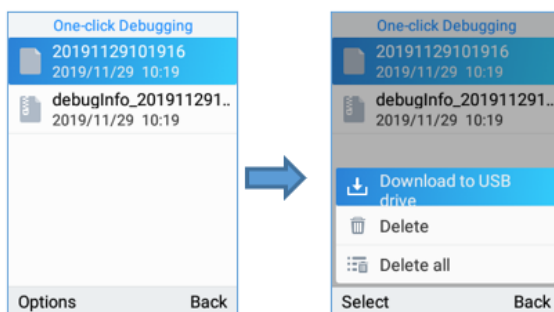 One-click Debugging
20191129101916
2019/11/29 10:19
debugInfo_201911291..
2019/11/29 10:19
Options Back
One-click Debugging
20191129101916
2019/11/29 10:19
debugInfo_201911291..
2019/11/29 10:19
Download to USB
drive
Delete
Delete all
Select Back